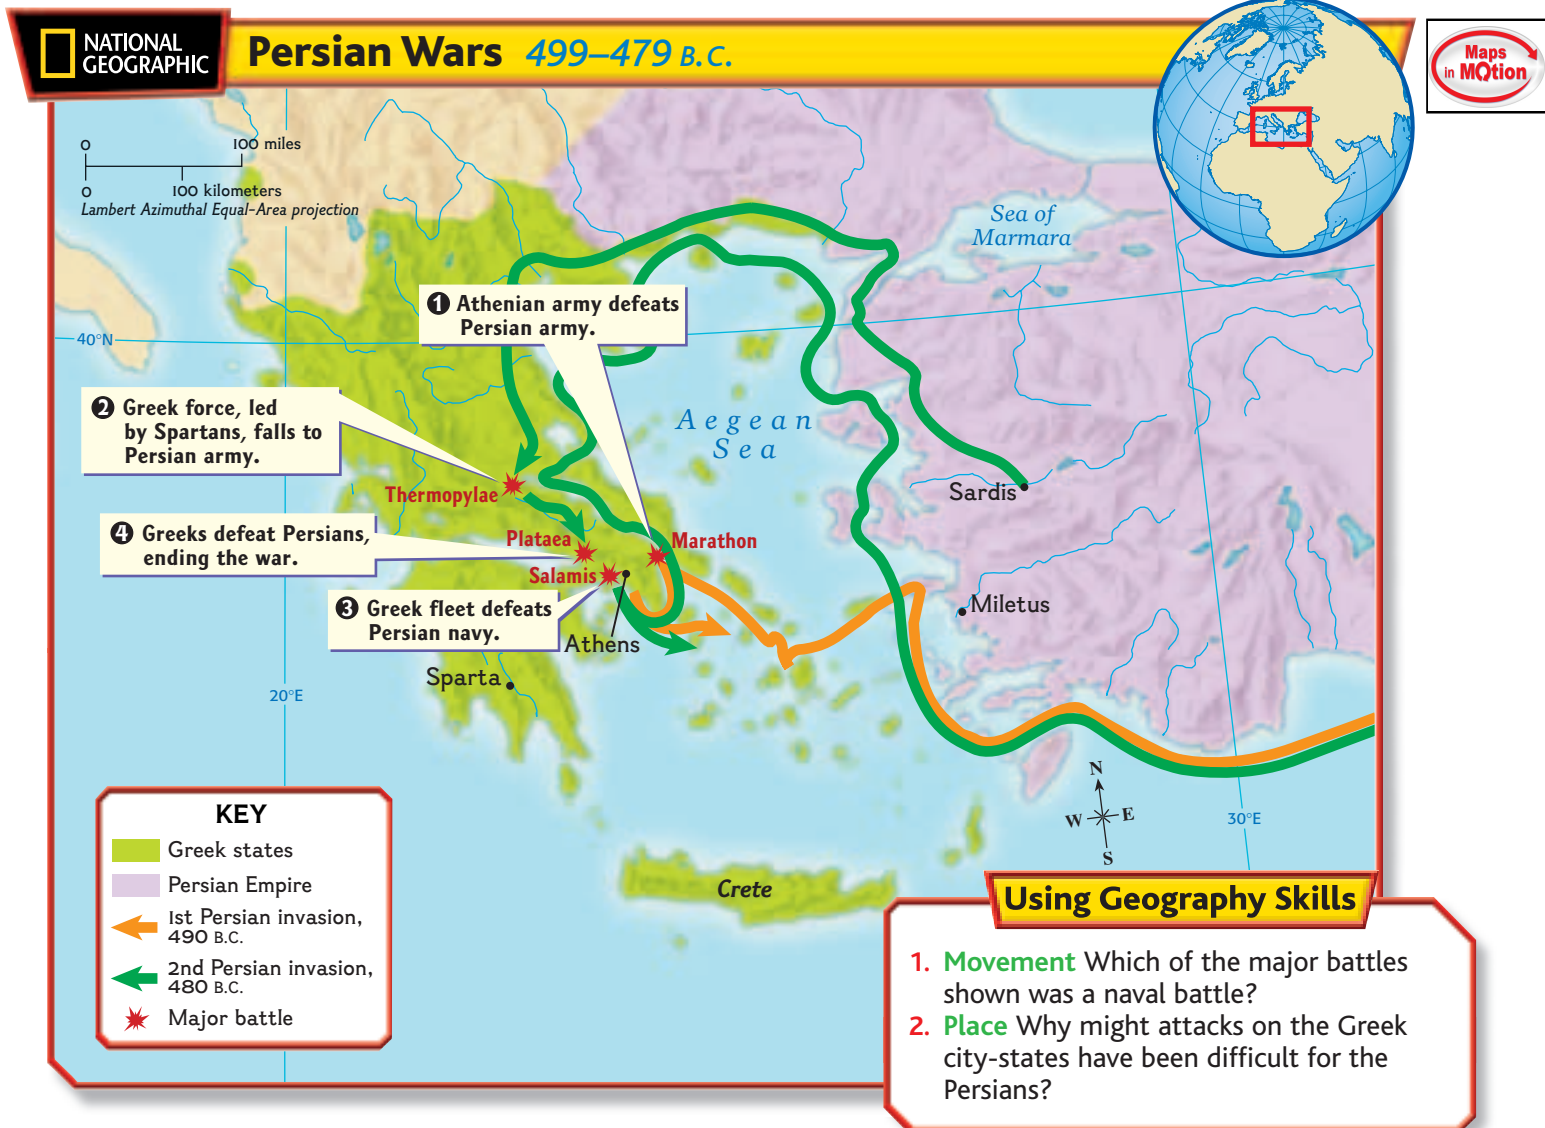 NATIONAL
GEOGRAPHIC
Persian Wars 499–479 B.C.
Maps
in MOtion
0 100 miles
0 100 kilometers
Lambert Azimuthal Equal-Area projection
Sea of
Marmara
40°N
❶ Athenian army defeats
Persian army.
❷ Greek force, led
by Spartans, falls to
Persian army.
Aegean
Sea
Thermopylae
Sardis
❹ Greeks defeat Persians,
ending the war.
Plataea
Marathon
Salamis
❸ Greek fleet defeats
Persian navy.
Miletus
Athens
Sparta
20°E
N
W E
S
30°E
Crete
KEY
Greek states
Persian Empire
1st Persian invasion,
490 B.C.
2nd Persian invasion,
480 B.C.
Major battle
Using Geography Skills
1. Movement Which of the major battles
shown was a naval battle?
2. Place Why might attacks on the Greek
city-states have been difficult for the
Persians?